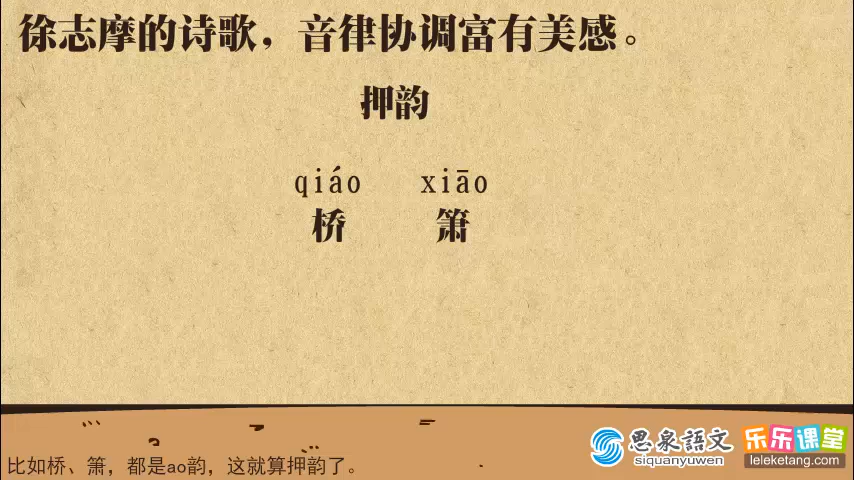 徐志摩的诗歌，音律协调富有美感。
押韵
qiáo xiāo
桥 箫
比如桥、箫，都是ao韵，这就算押韵了。
思泉語文
siquanyuwen
乐乐课堂
leleketang.com